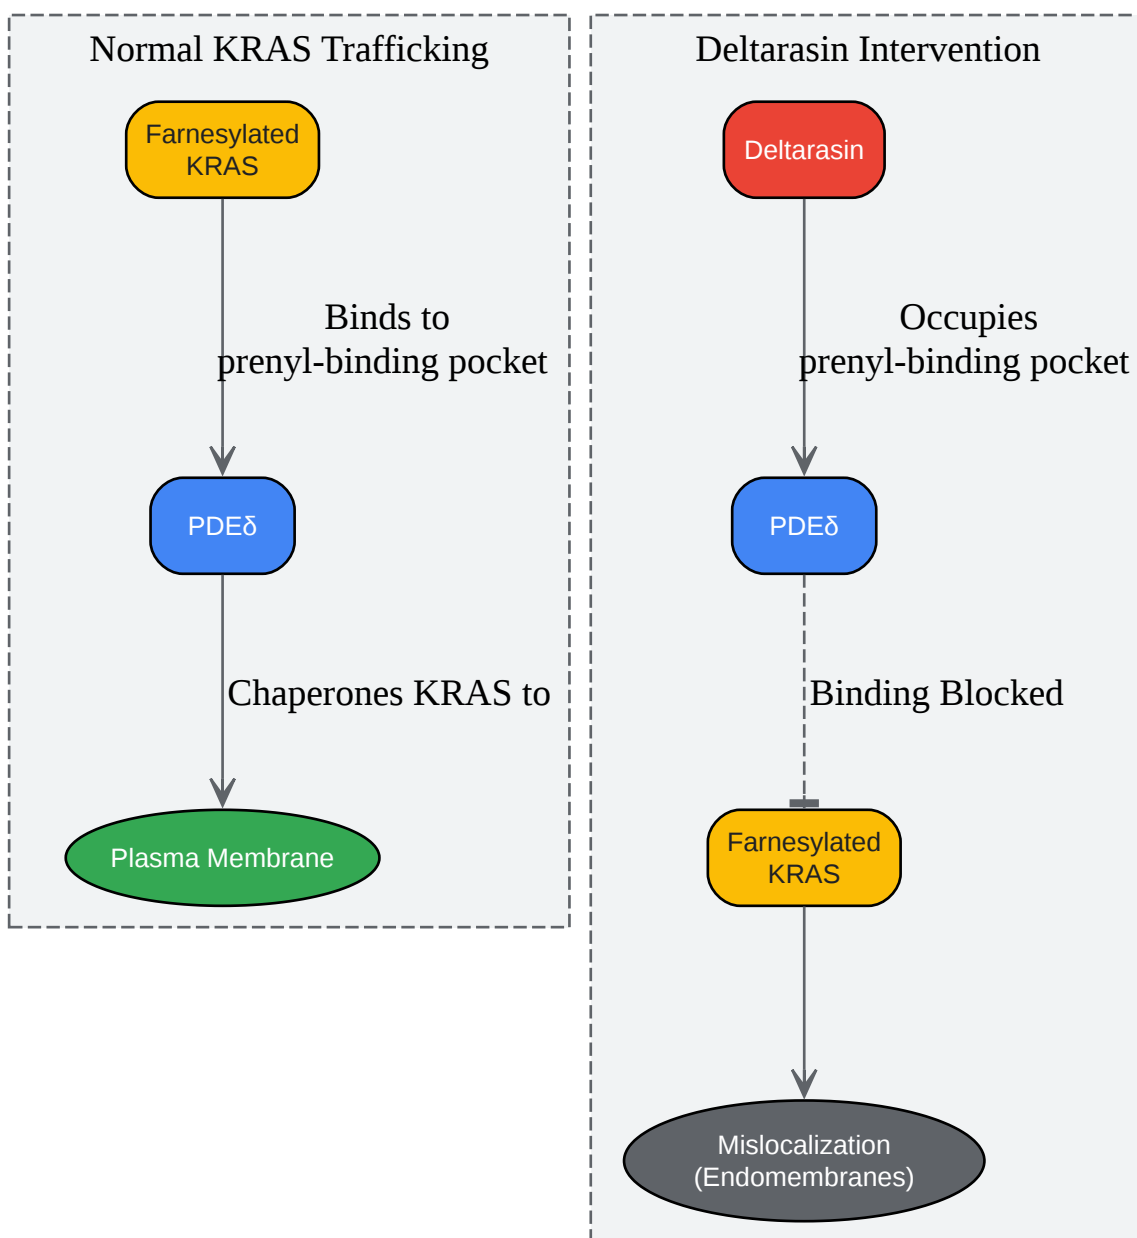 Normal KRAS Trafficking
Farnesylated
KRAS
Binds to
prenyl-binding pocket
PDEδ
Chaperones KRAS to
Plasma Membrane
Deltarasin Intervention
Deltarasin
Occupies
prenyl-binding pocket
PDEδ
Binding Blocked
Farnesylated
KRAS
Mislocalization
(Endomembranes)